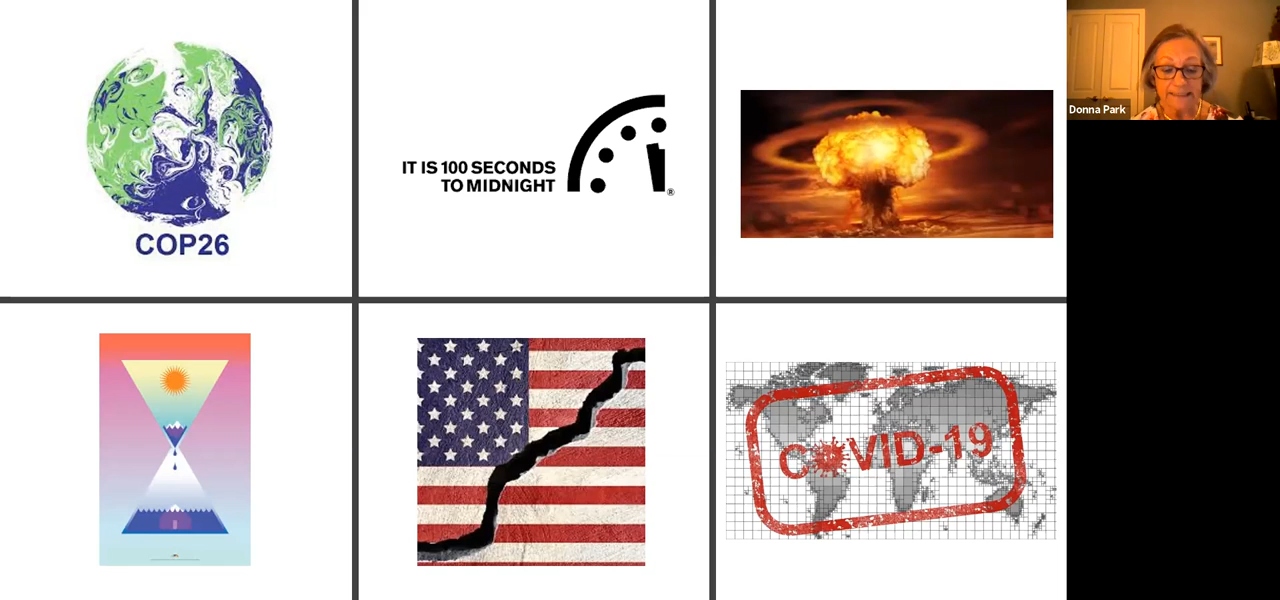 COP26
IT IS 100 SECONDS
TO MIDNIGHT
®
Donna Park
COVID-19